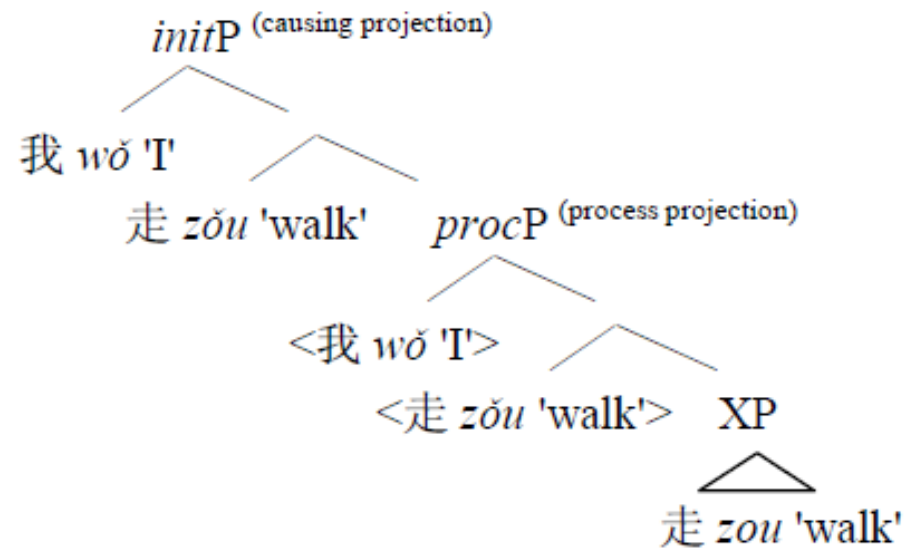 initP (causing projection)
我 wǒ 'I'
走 zǒu 'walk'
procP (process projection)
<我 wǒ 'I'>
<走 zǒu 'walk'>
XP
走 zou 'walk'